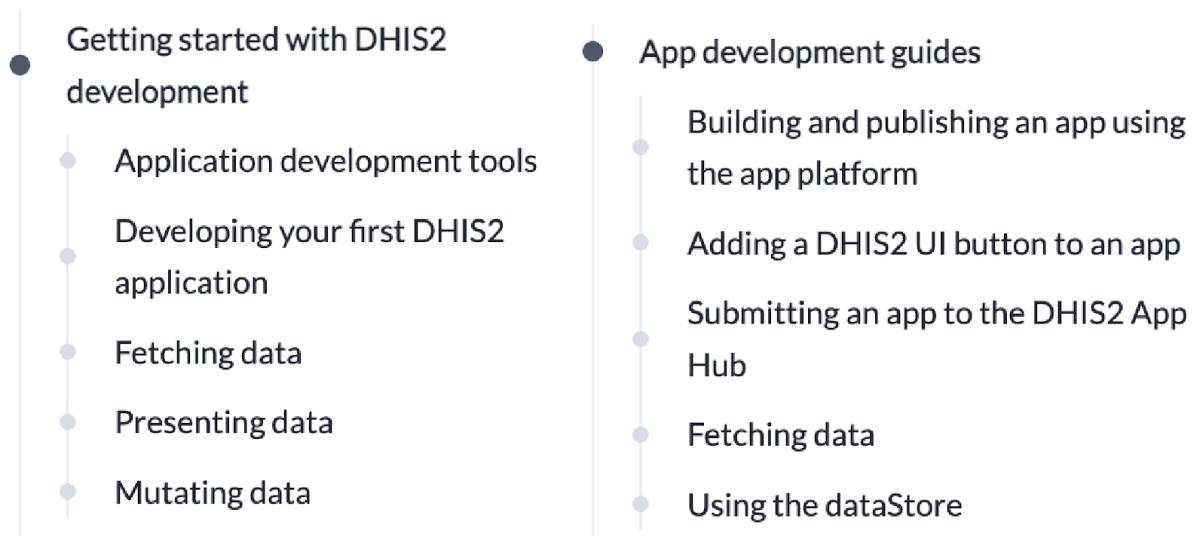 Getting started with DHIS2
development
Application development tools
Developing your first DHIS2
application
Fetching data
Presenting data
Mutating data
App development guides
Building and publishing an app using
the app platform
Adding a DHIS2 UI button to an app
Submitting an app to the DHIS2 App
Hub
Fetching data
Using the dataStore